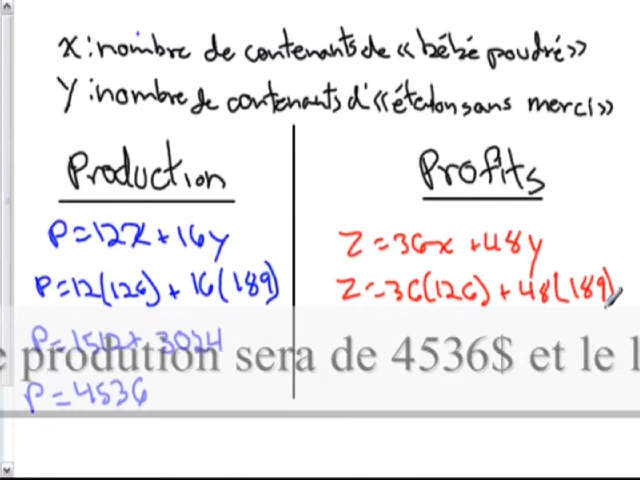 x : nombre de contenants de « bébé poudré »
Y : nombre de contenants d'« étalon sans merci »
Production
Profits
P=12x+16y
Z=36x+48y
P=12(126)+16(189)
Z=36(126)+48(189)
P=1512+3024
prodution sera de 4536$ et le
P=4536